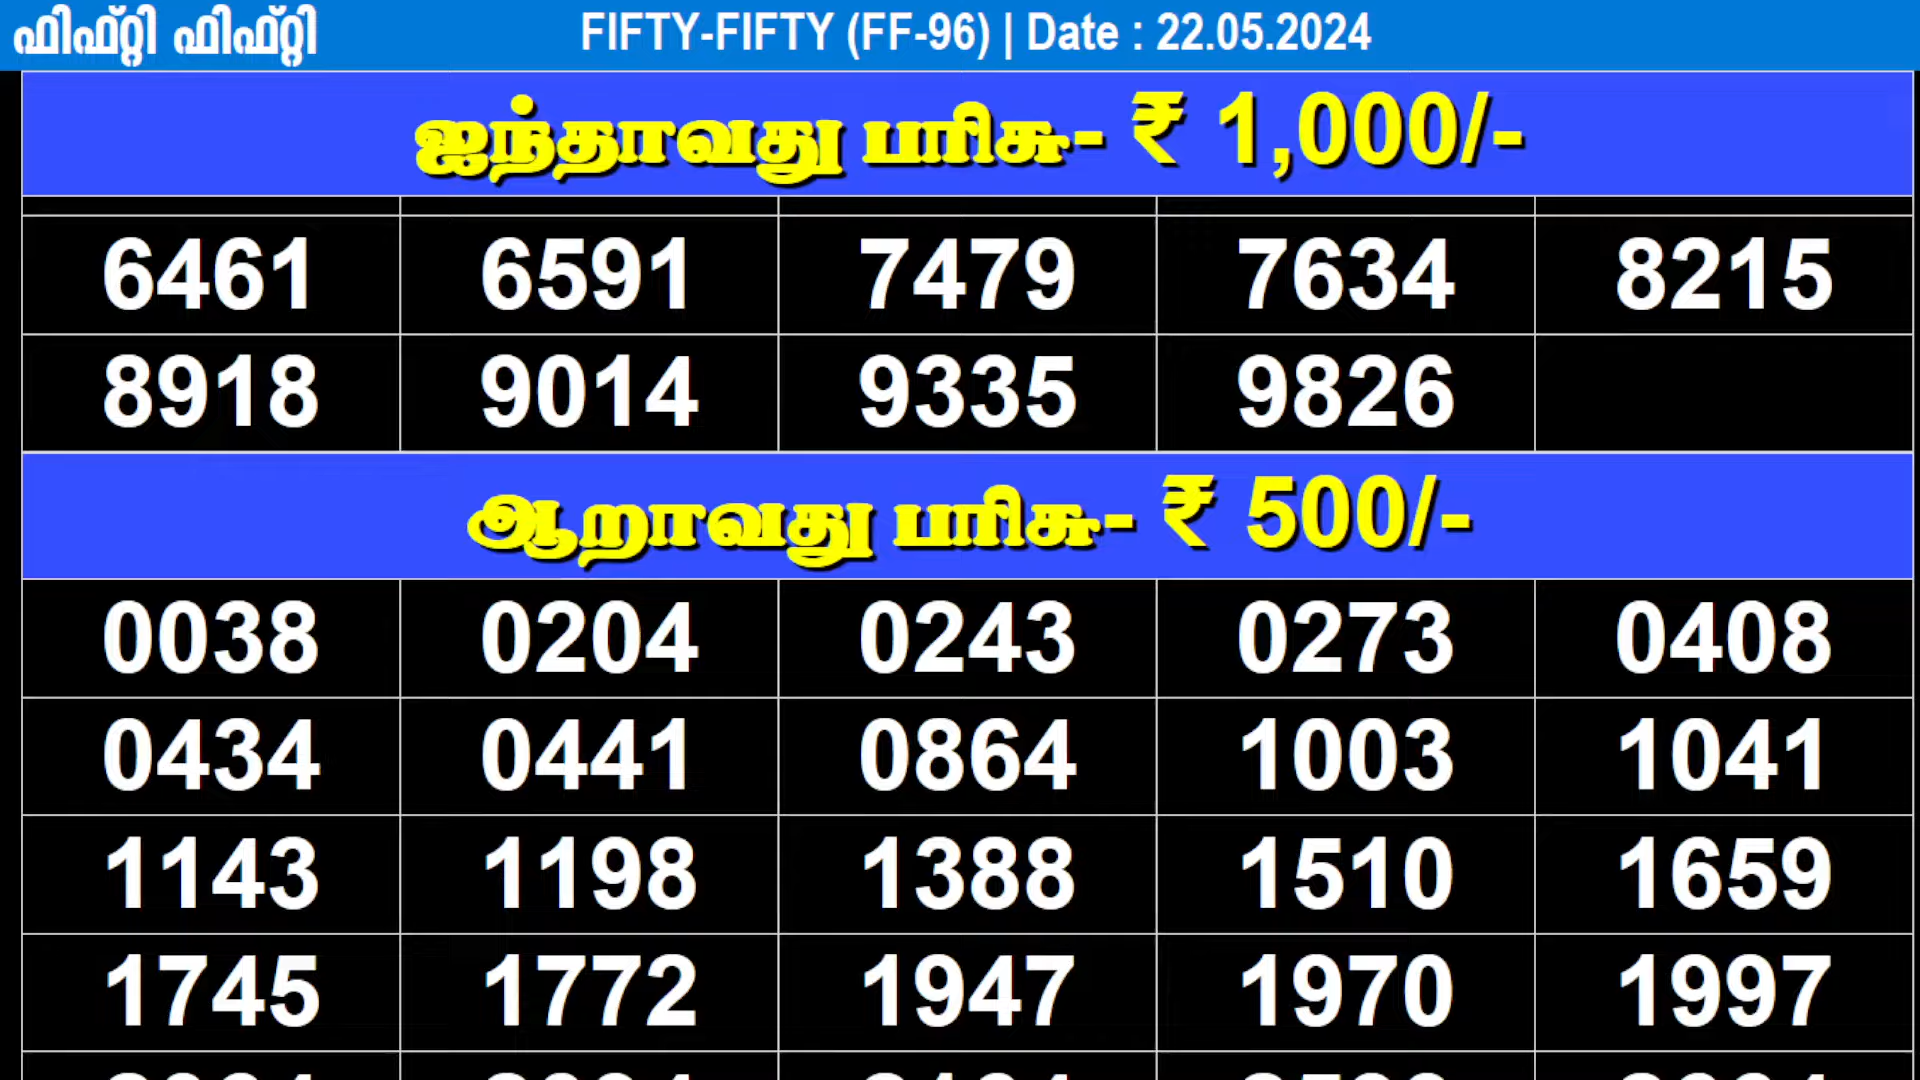 ഫിഫ്റ്റി ഫിഫ്റ്റി FIFTY-FIFTY (FF-96) | Date : 22.05.2024
ஐந்தாவது பரிசு- ₹ 1,000/-
6461 6591 7479 7634 8215
8918 9014 9335 9826
ஆறாவது பரிசு- ₹ 500/-
0038 0204 0243 0273 0408
0434 0441 0864 1003 1041
1143 1198 1388 1510 1659
1745 1772 1947 1970 1997